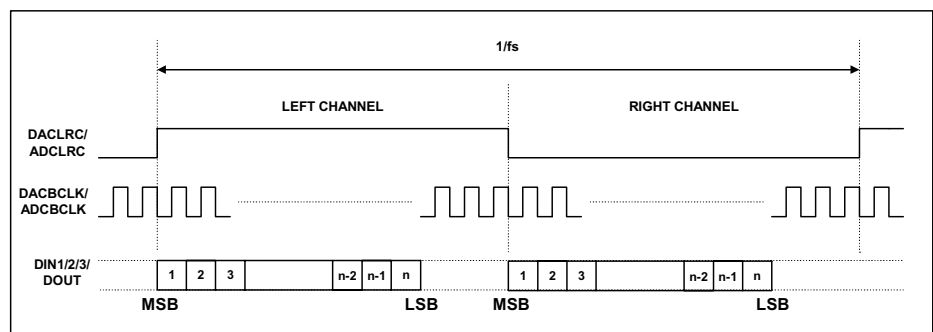 1/fs
LEFT CHANNEL RIGHT CHANNEL
DACLRC/
ADCLRC
DACBCLK/
ADCBCLK
DIN1/2/3/
DOUT
1 2 3 n-2 n-1 n 1 2 3 n-2 n-1 n
MSB LSB MSB LSB